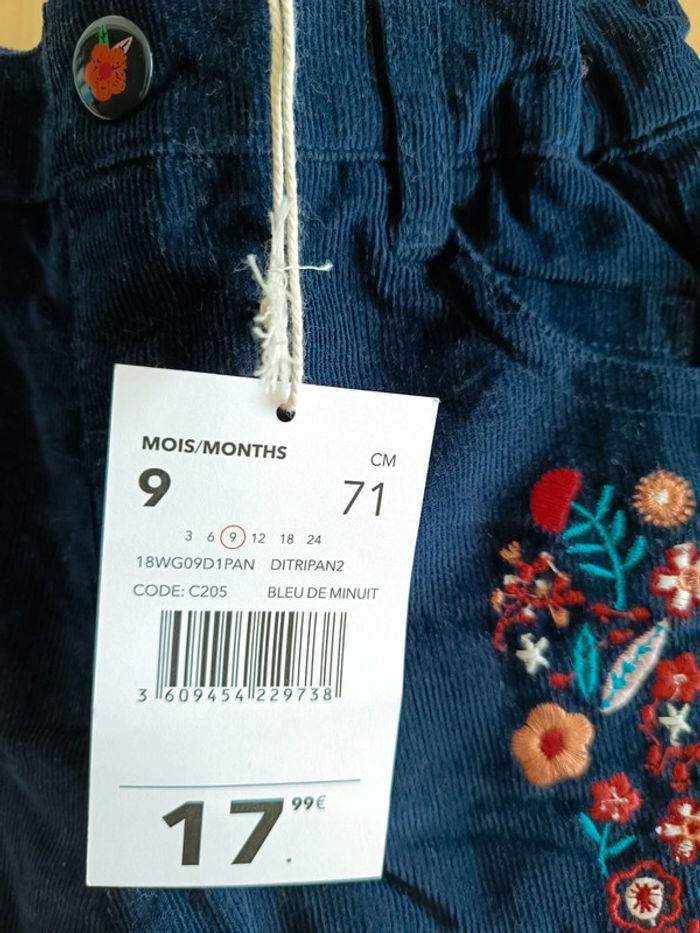 MOIS/MONTHS CM
9 71
3 6 9 12 18 24
18WG09D1PAN DITRIPAN2
CODE: C205 BLEU DE MINUIT
3 609454 229738
17.99€